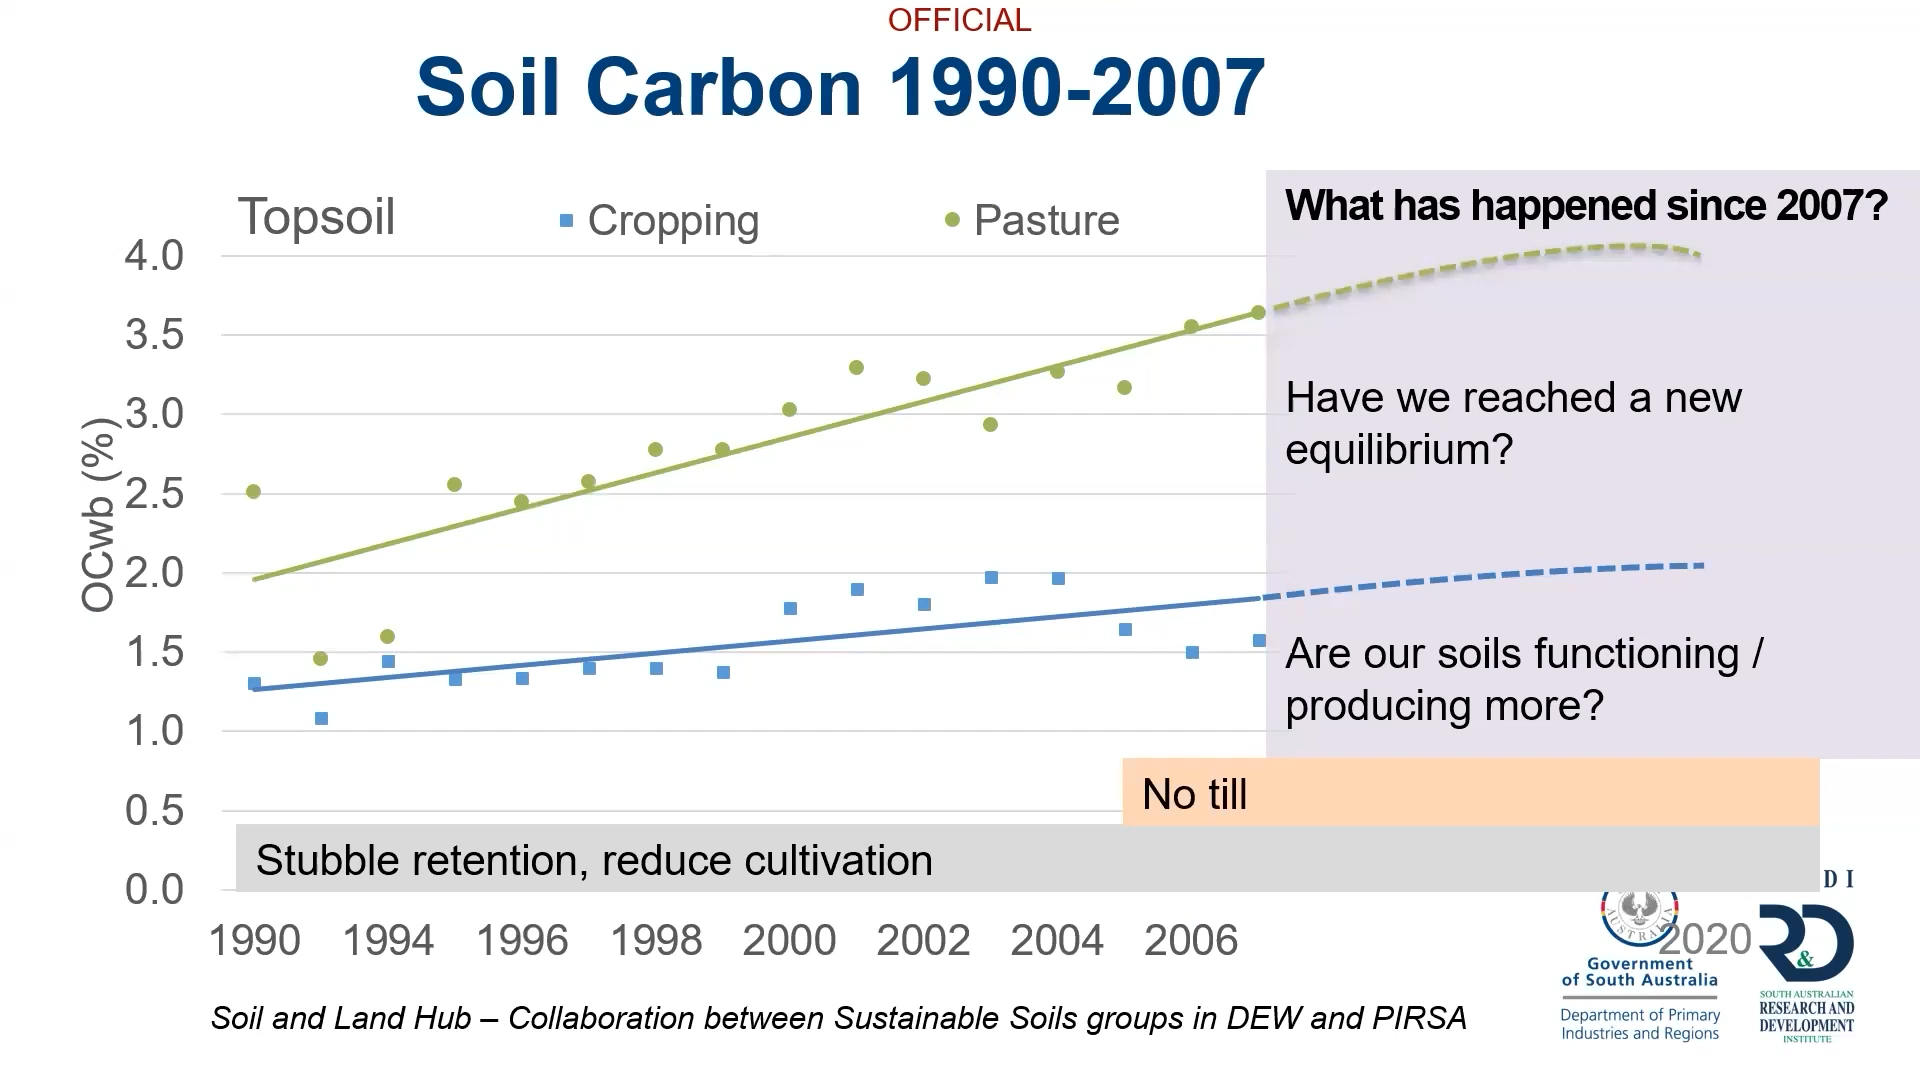 OFFICIAL
Soil Carbon 1990-2007
Topsoil
Cropping
Pasture
What has happened since 2007?
Have we reached a new
equilibrium?
Are our soils functioning /
producing more?
OCwb (%)
4.0
3.5
3.0
2.5
2.0
1.5
1.0
0.5
0.0
No till
Stubble retention, reduce cultivation
1990 1994 1996 1998 2000 2002 2004 2006 2020
Soil and Land Hub – Collaboration between Sustainable Soils groups in DEW and PIRSA
Government
of South Australia
Department of Primary
Industries and Regions
D I
R&D
SOUTH AUSTRALIAN
RESEARCH AND
DEVELOPMENT
INSTITUTE